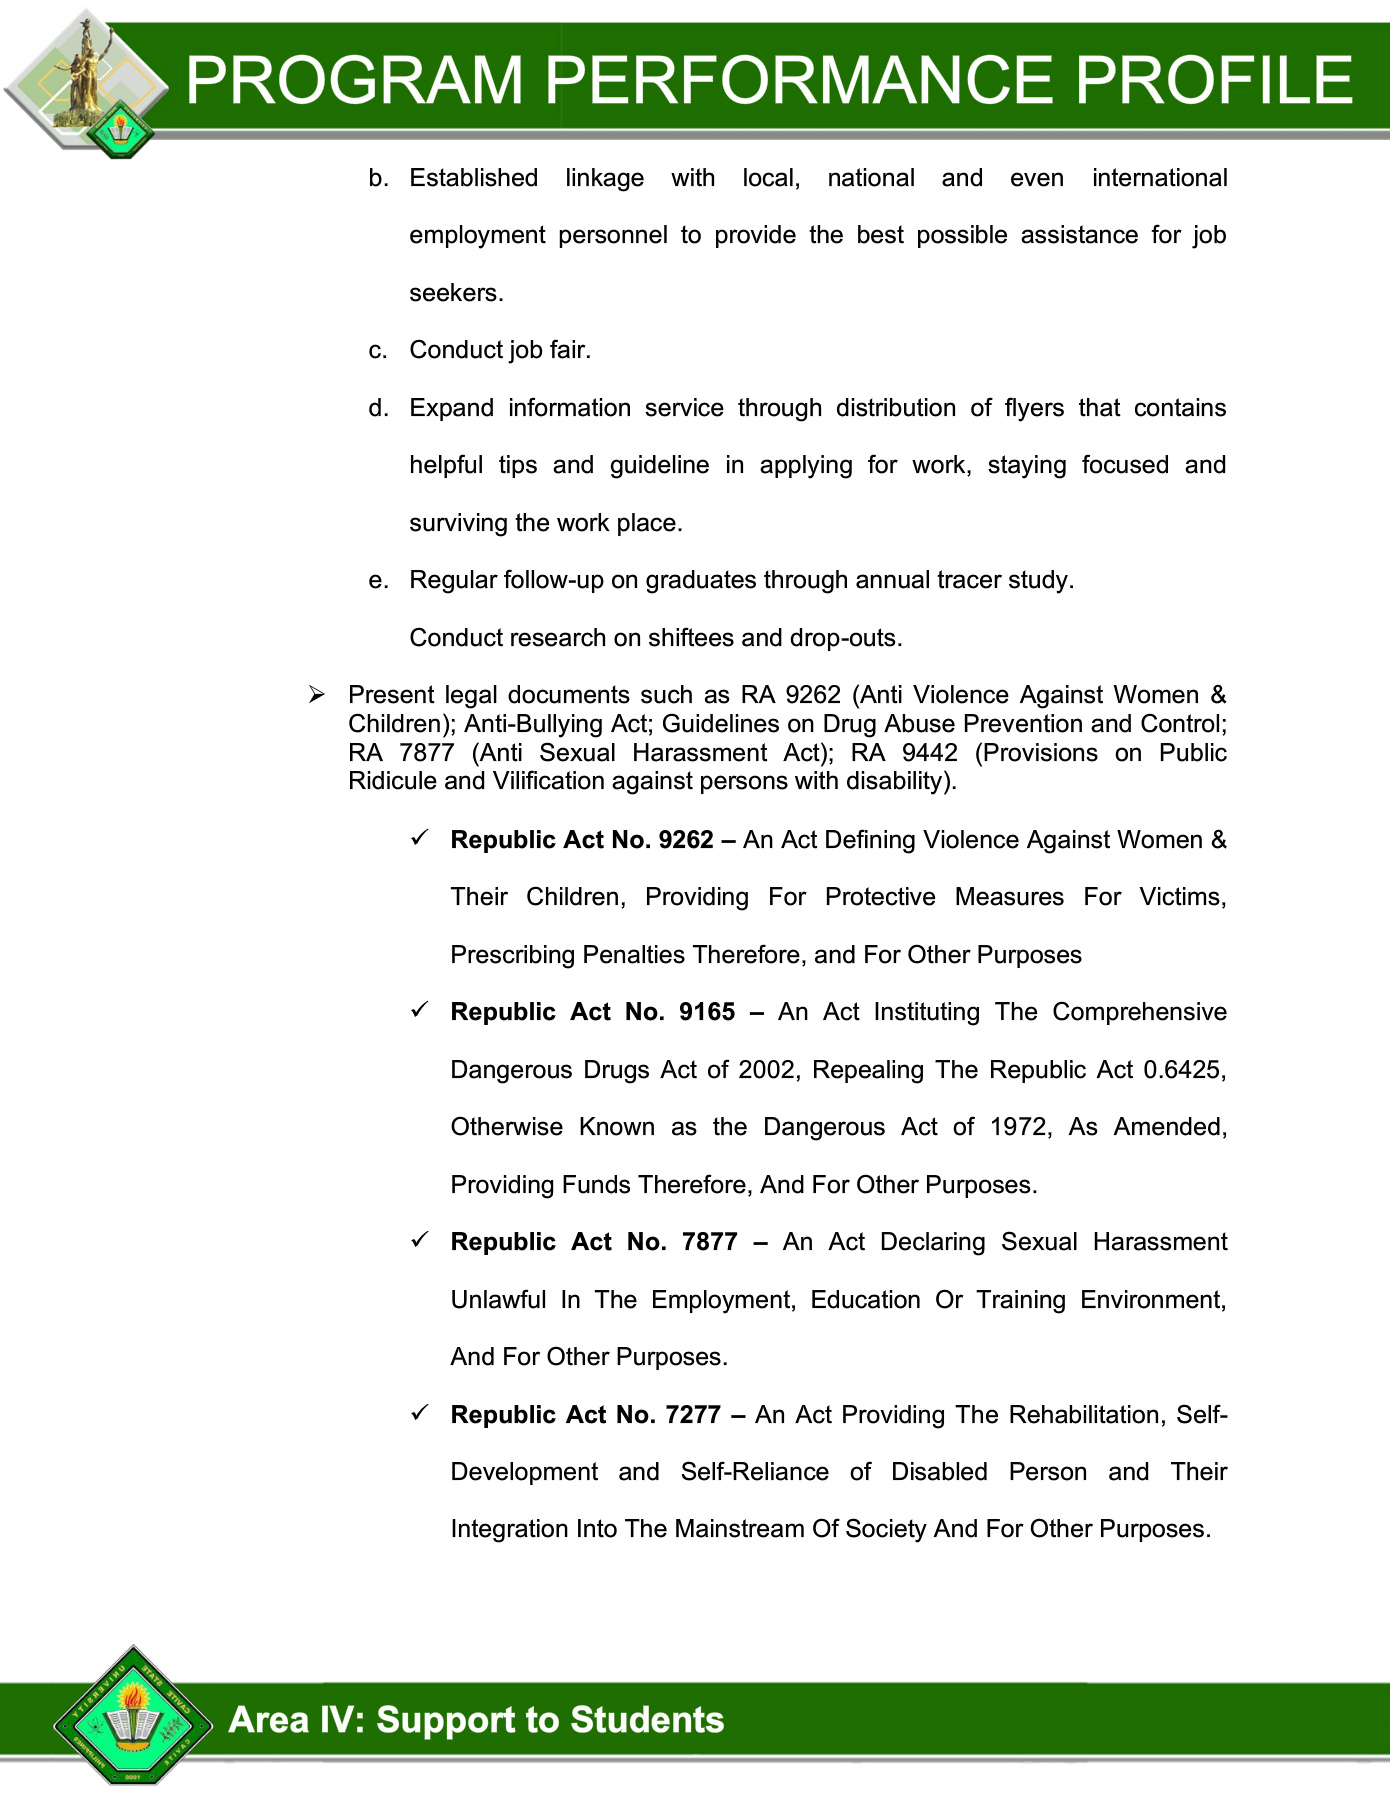 PROGRAM PERFORMANCE PROFILE
b. Established linkage with local, national and even international
employment personnel to provide the best possible assistance for job
seekers.
c. Conduct job fair.
d. Expand information service through distribution of flyers that contains
helpful tips and guideline in applying for work, staying focused and
surviving the work place.
e. Regular follow-up on graduates through annual tracer study.
Conduct research on shiftees and drop-outs.
➢ Present legal documents such as RA 9262 (Anti Violence Against Women &
Children); Anti-Bullying Act; Guidelines on Drug Abuse Prevention and Control;
RA 7877 (Anti Sexual Harassment Act); RA 9442 (Provisions on Public
Ridicule and Vilification against persons with disability).
✓ Republic Act No. 9262 – An Act Defining Violence Against Women &
Their Children, Providing For Protective Measures For Victims,
Prescribing Penalties Therefore, and For Other Purposes
✓ Republic Act No. 9165 – An Act Instituting The Comprehensive
Dangerous Drugs Act of 2002, Repealing The Republic Act 0.6425,
Otherwise Known as the Dangerous Act of 1972, As Amended,
Providing Funds Therefore, And For Other Purposes.
✓ Republic Act No. 7877 – An Act Declaring Sexual Harassment
Unlawful In The Employment, Education Or Training Environment,
And For Other Purposes.
✓ Republic Act No. 7277 – An Act Providing The Rehabilitation, Self-
Development and Self-Reliance of Disabled Person and Their
Integration Into The Mainstream Of Society And For Other Purposes.
CAVITE STATE UNIVERSITY
CAVITE
PHILIPPINES
Area IV: Support to Students